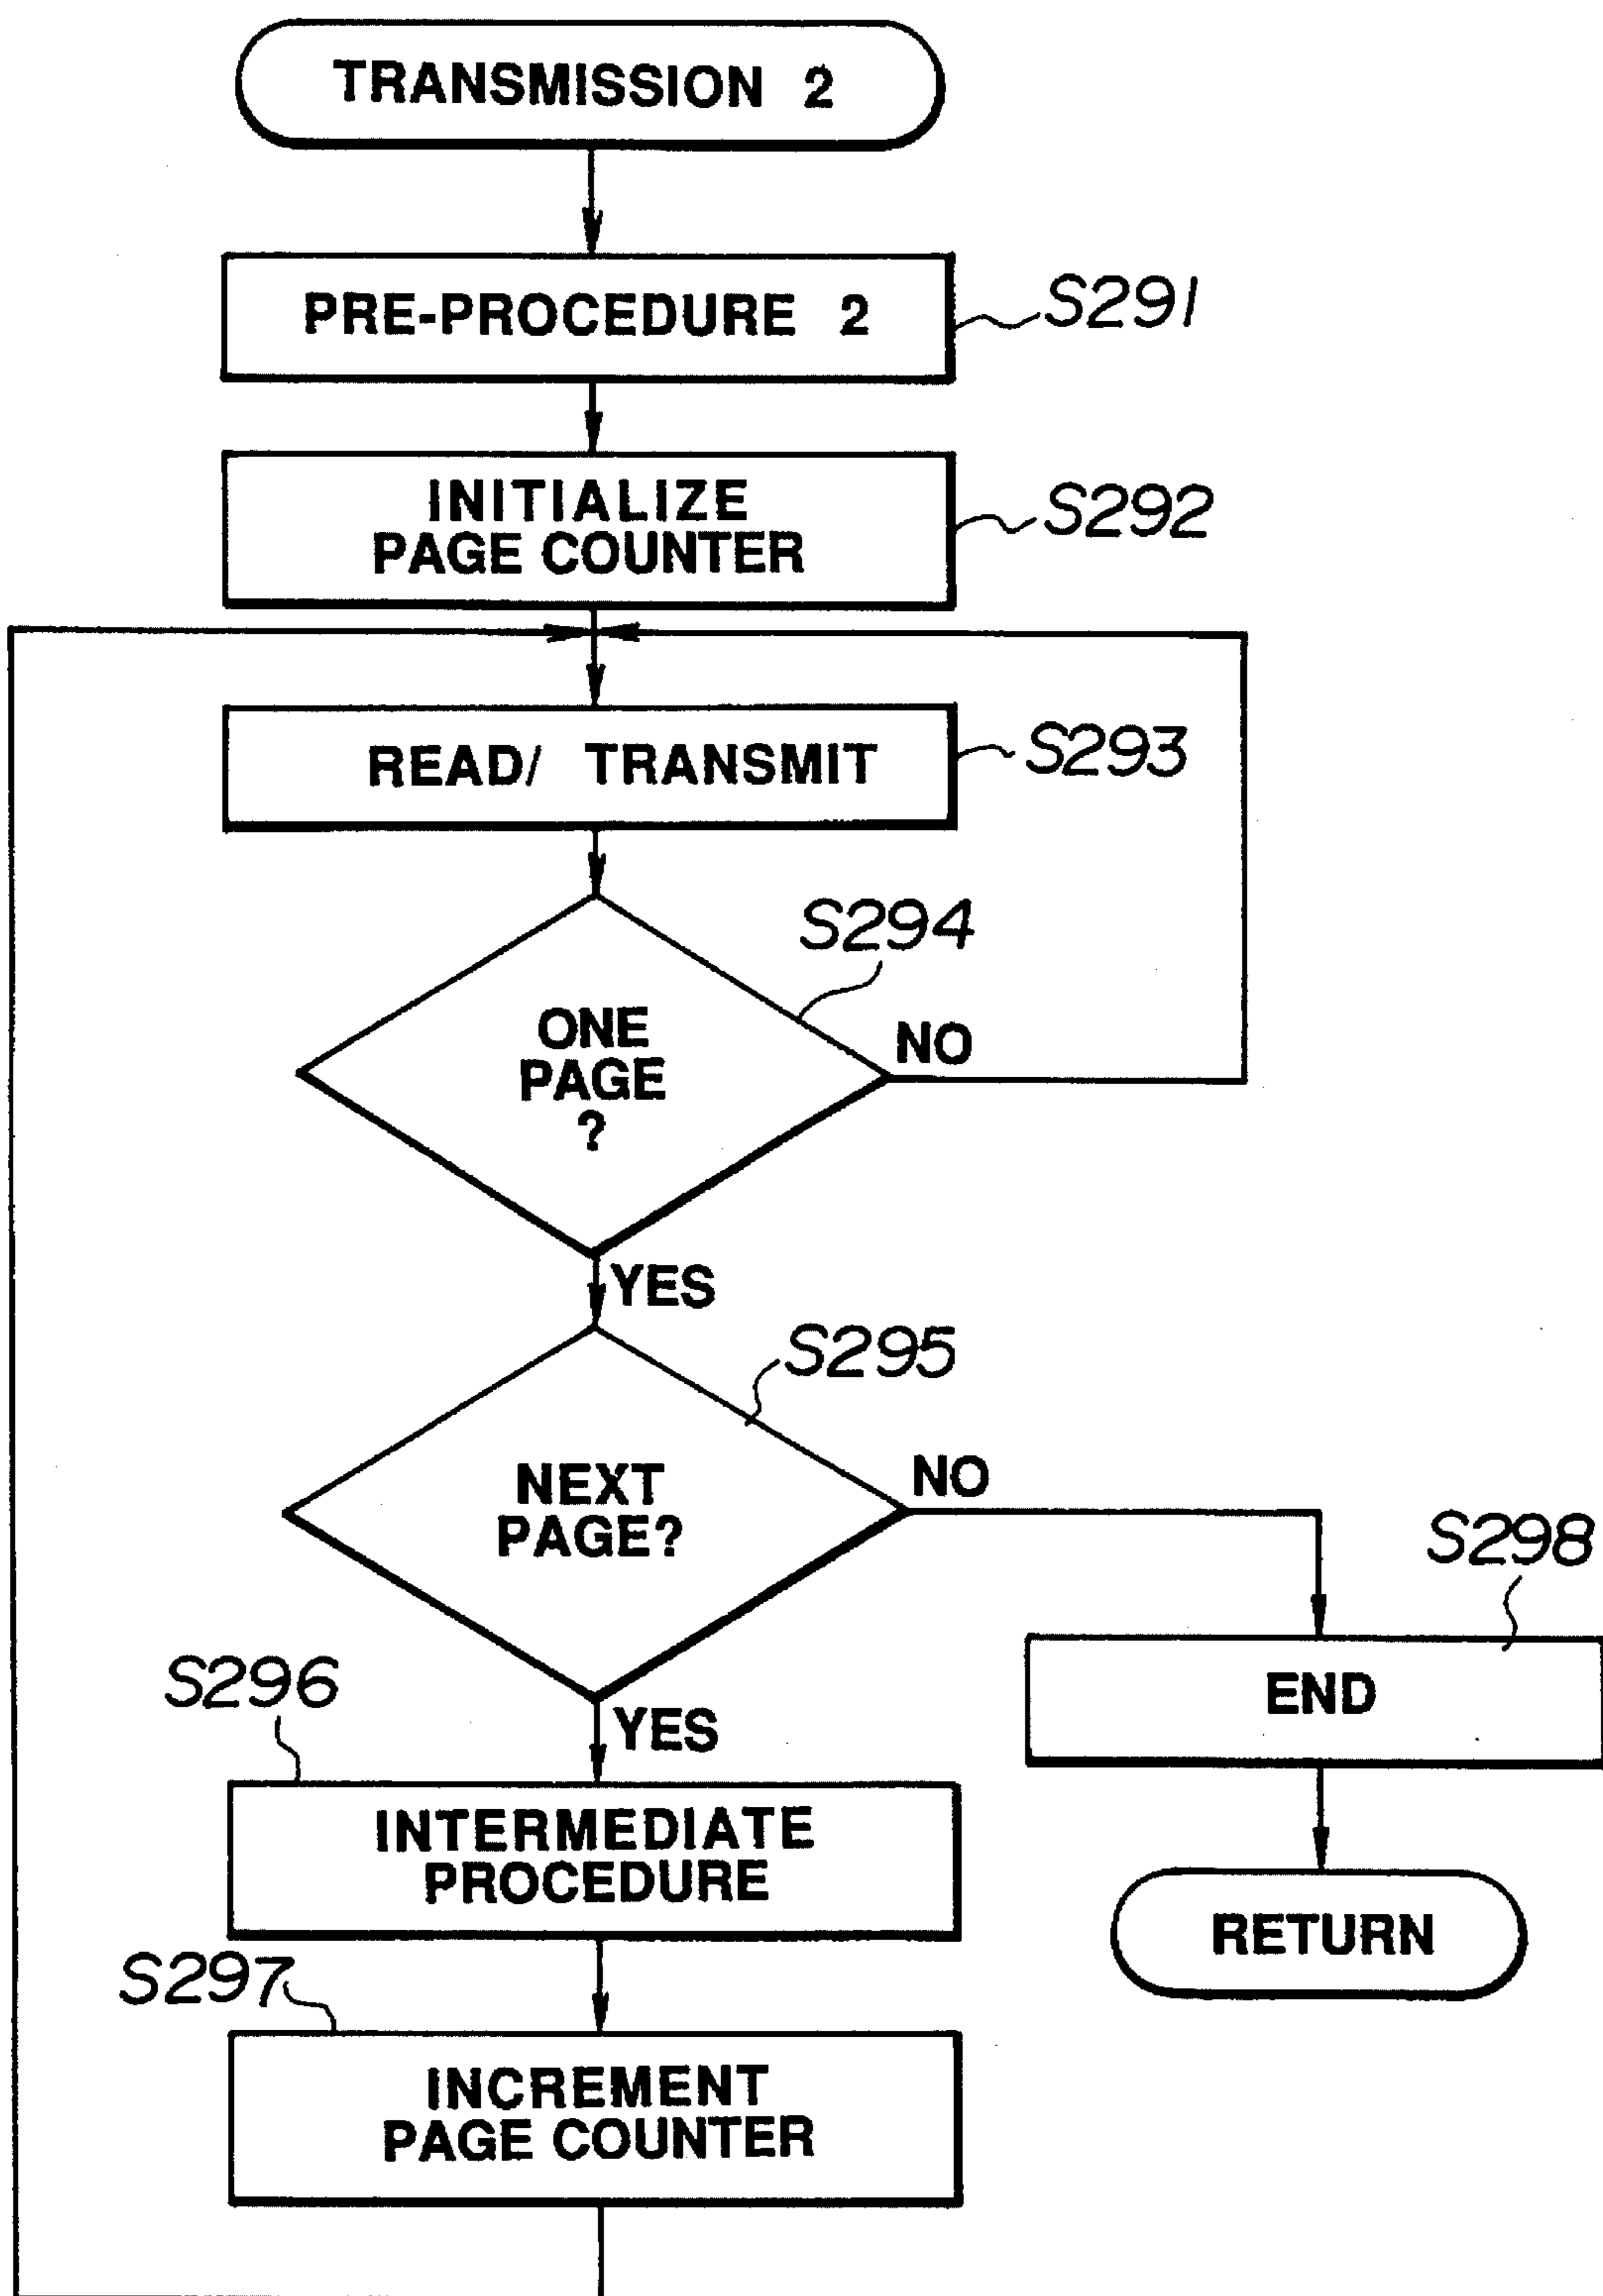 TRANSMISSION 2
PRE-PROCEDURE 2
S291
INITIALIZE
PAGE COUNTER
S292
READ/ TRANSMIT
S293
S294
ONE
PAGE
?
NO
YES
S295
NEXT
PAGE?
NO
S298
END
S296
YES
INTERMEDIATE
PROCEDURE
RETURN
S297
INCREMENT
PAGE COUNTER